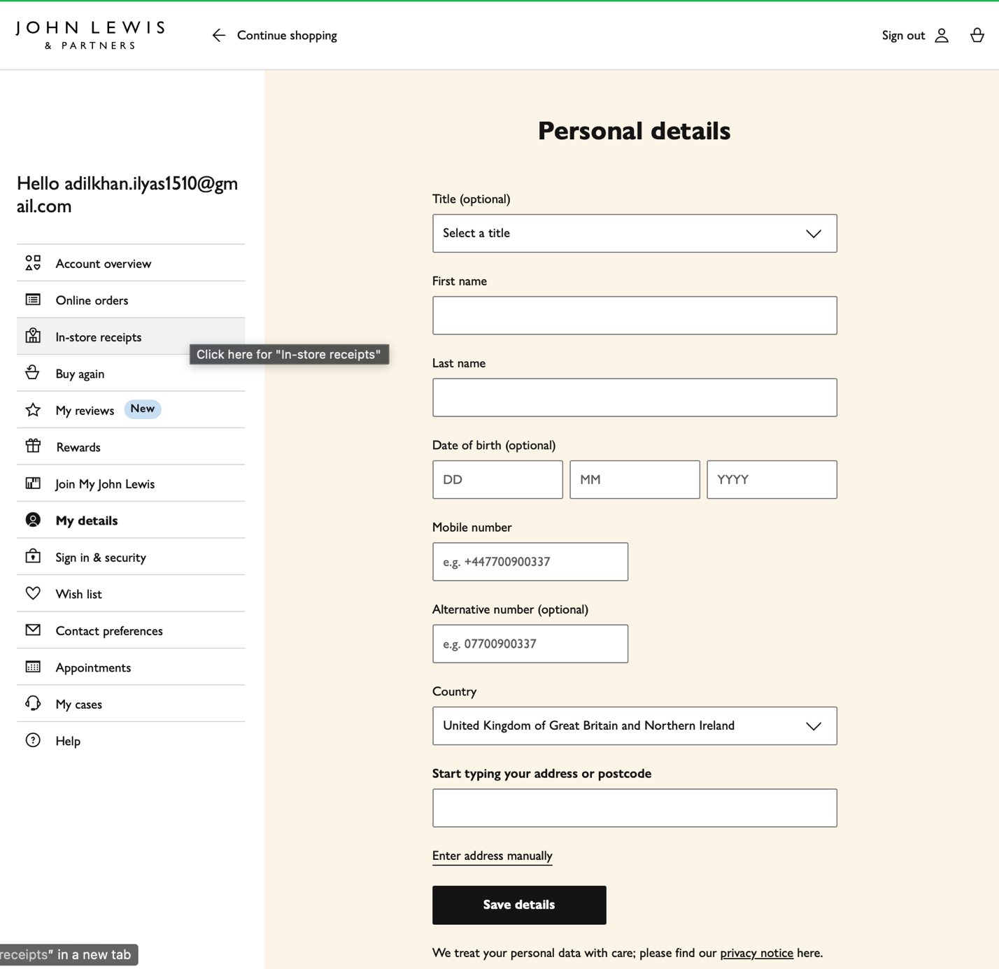 JOHN LEWIS
& PARTNERS
Continue shopping
Sign out
Hello adilkhan.ilyas1510@gm
ail.com
Account overview
Online orders
In-store receipts
Click here for "In-store receipts"
Buy again
My reviews New
Rewards
Join My John Lewis
My details
Sign in & security
Wish list
Contact preferences
Appointments
My cases
Help
receipts" in a new tab
Personal details
Title (optional)
Select a title
First name
Last name
Date of birth (optional)
DD MM YYYY
Mobile number
e.g. +447700900337
Alternative number (optional)
e.g. 07700900337
Country
United Kingdom of Great Britain and Northern Ireland
Start typing your address or postcode
Enter address manually
Save details
We treat your personal data with care; please find our privacy notice here.